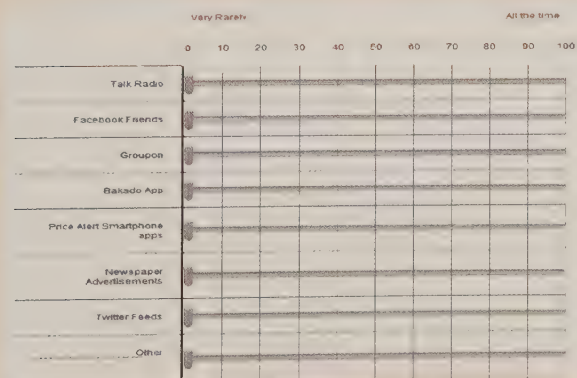 Very Rarely All the time
0 10 20 30 40 50 60 70 80 90 100
Talk Radio
Facebook Friends
Groupon
Bakado App
Price Alert Smartphone
apps
Newspaper
Advertisements
Twitter Feeds
Other